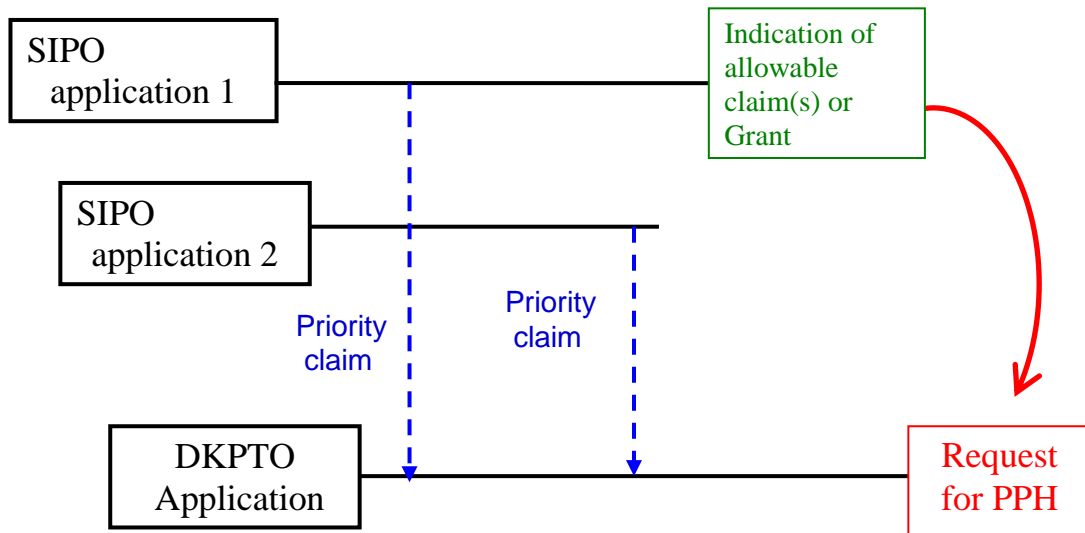 SIPO
application 1
Indication of
allowable
claim(s) or
Grant
SIPO
application 2
Priority
claim
Priority
claim
DKPTO
Application
Request
for PPH